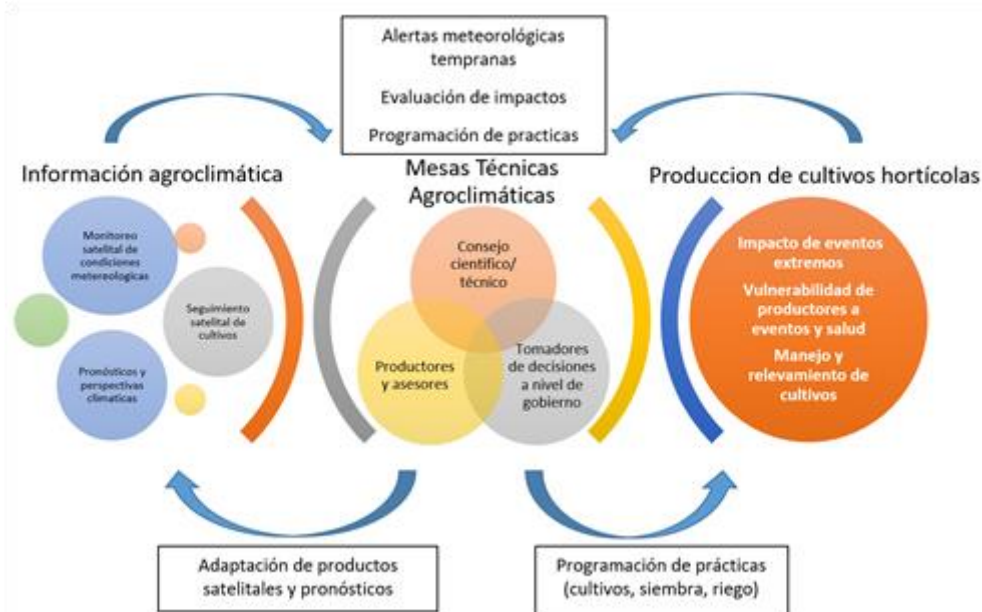 Alertas meteorológicas
tempranas
Evaluación de impactos
Programación de practicas
Información agroclimática
Mesas Técnicas
Agroclimáticas
Produccion de cultivos hortícolas
Monitoreo
satelital de
condiciones
metereologicas
Seguimiento
satelital de
cultivos
Pronósticos y
perspectivas
climaticas
Consejo
científico/
técnico
Productores
y asesores
Tomadores
de decisiones
a nivel de
gobierno
Impacto de eventos
extremos
Vulnerabilidad de
productores a
eventos y salud
Manejo y
relevamiento de
cultivos
Adaptación de productos
satelitales y pronósticos
Programación de prácticas
(cultivos, siembra, riego)